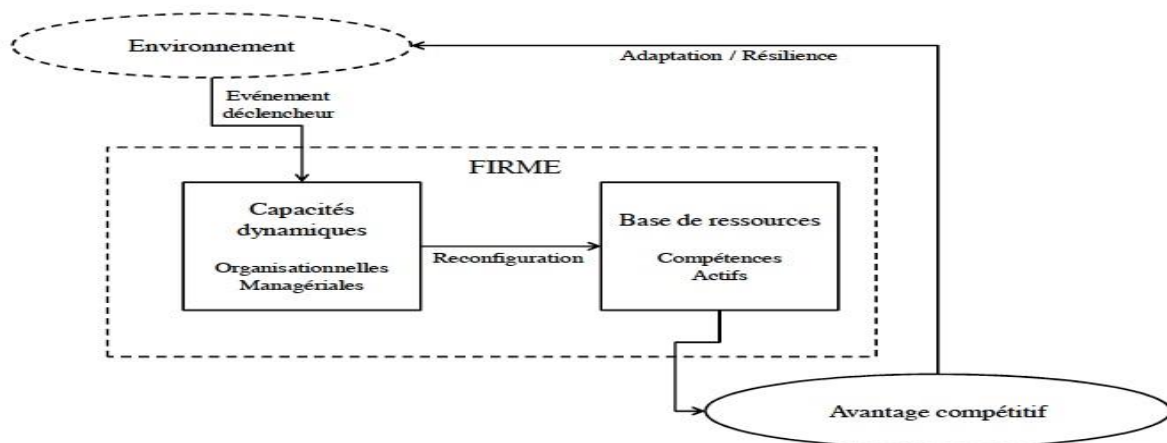 Environnement
Adaptation / Résilience
Evénement
déclencheur
FIRME
Capacités
dynamiques
Organisationnelles
Managériales
Reconfiguration
Base de ressources
Compétences
Actifs
Avantage compétitif